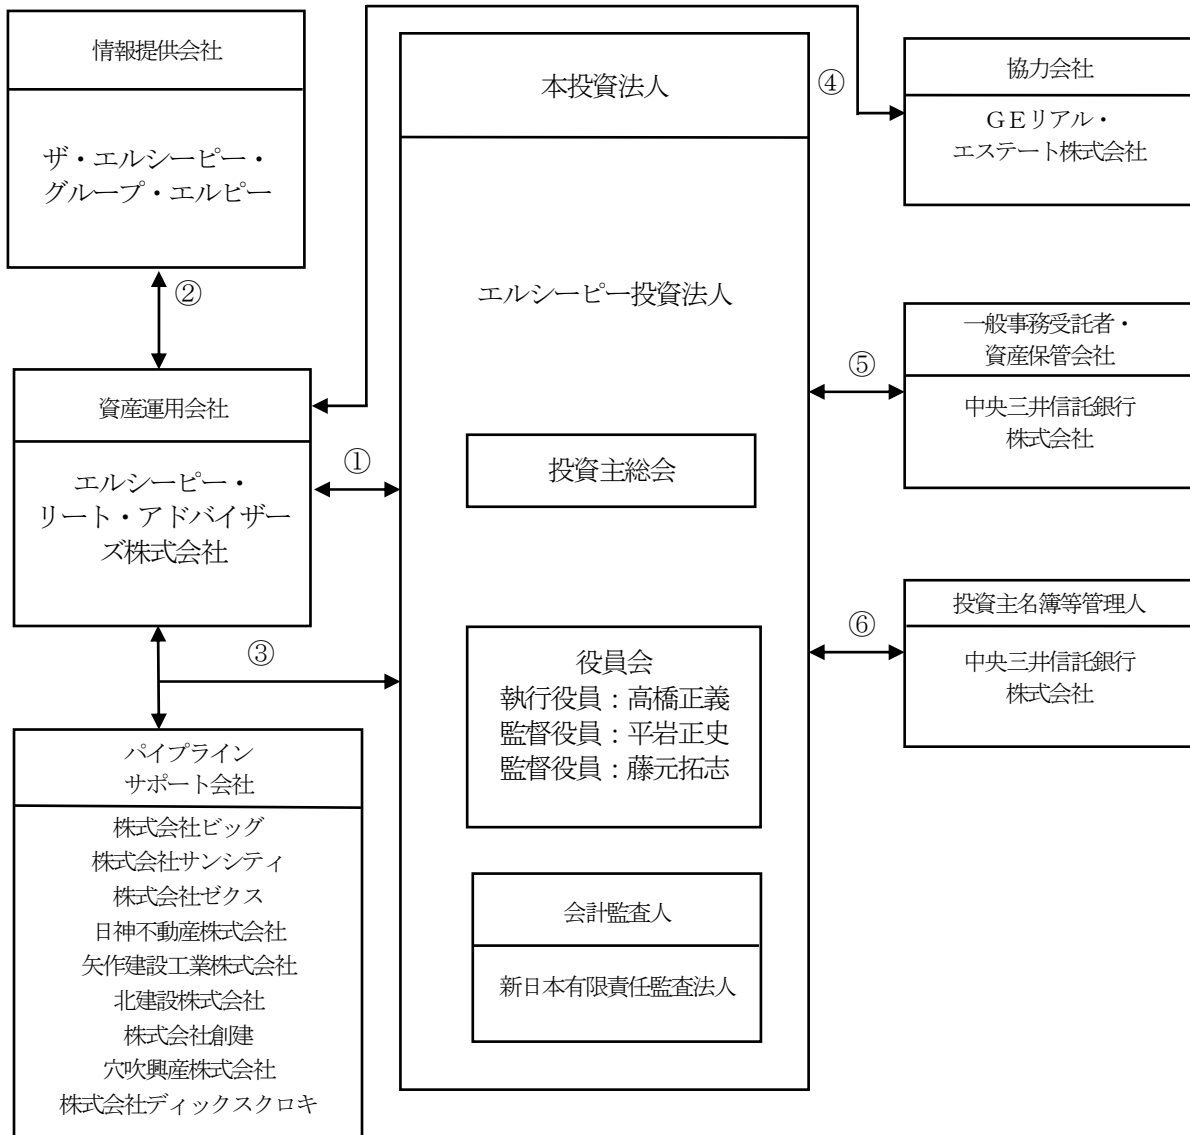 情報提供会社
ザ・エルシーピー・
グループ・エルピー
②
資産運用会社
エルシーピー・
リート・アドバイザー
ズ株式会社
①
③
パイプライン
サポート会社
株式会社ビッグ
株式会社サンシティ
株式会社ゼクス
日神不動産株式会社
矢作建設工業株式会社
北建設株式会社
株式会社創建
穴吹興産株式会社
株式会社ディックスクロキ
本投資法人
エルシーピー投資法人
投資主総会
役員会
執行役員：高橋正義
監督役員：平岩正史
監督役員：藤元拓志
会計監査人
新日本有限責任監査法人
④
協力会社
ＧＥリアル・
エステート株式会社
⑤
一般事務受託者・
資産保管会社
中央三井信託銀行
株式会社
⑥
投資主名簿等管理人
中央三井信託銀行
株式会社